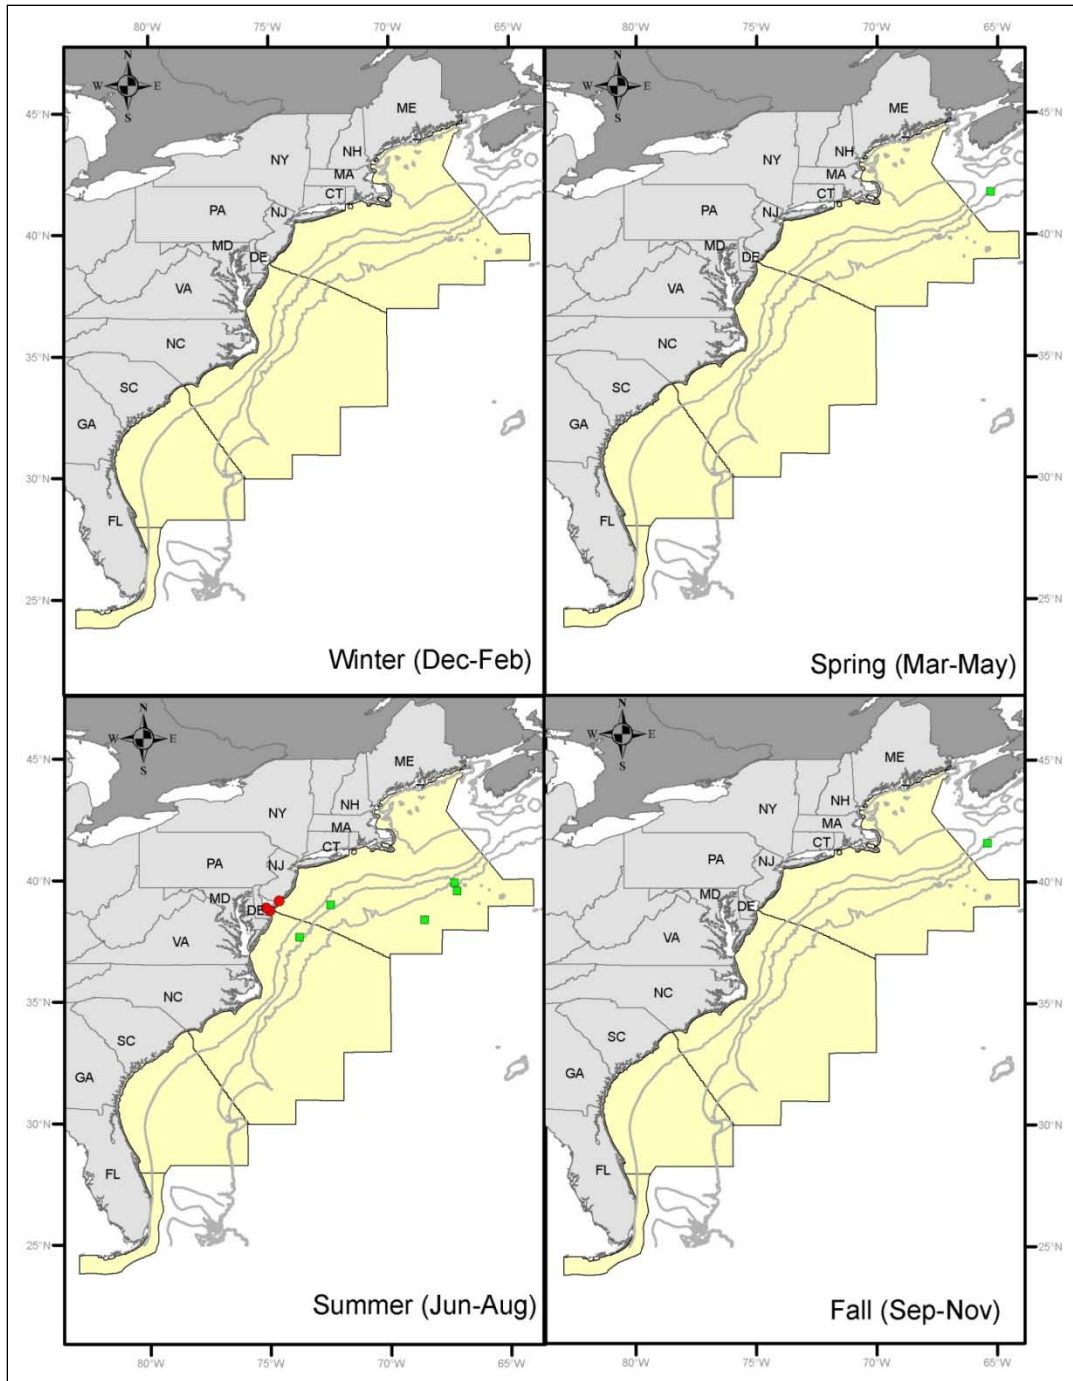 80°W 75°W 70°W 65°W 80°W 75°W 70°W 65°W
N
W E
S
N
W E
S
45°N
45°N
ME
ME
NY
NH
NY
NH
MA
MA
CT
CT
PA
NJ
PA
NJ
40°N
40°N
MD
DE
MD
DE
VA
VA
35°N
NC
NC
35°N
SC
SC
GA
GA
30°N
30°N
FL
FL
25°N
25°N
Winter (Dec-Feb)
Spring (Mar-May)
N
W E
S
N
W E
S
45°N
ME
ME
45°N
NY
NH
NY
NH
MA
MA
CT
CT
PA
NJ
PA
NJ
40°N
40°N
MD
DE
MD
DE
VA
VA
35°N
NC
NC
35°N
SC
SC
GA
GA
30°N
30°N
FL
FL
25°N
25°N
Summer (Jun-Aug)
Fall (Sep-Nov)
80°W 75°W 70°W 65°W 80°W 75°W 70°W 65°W